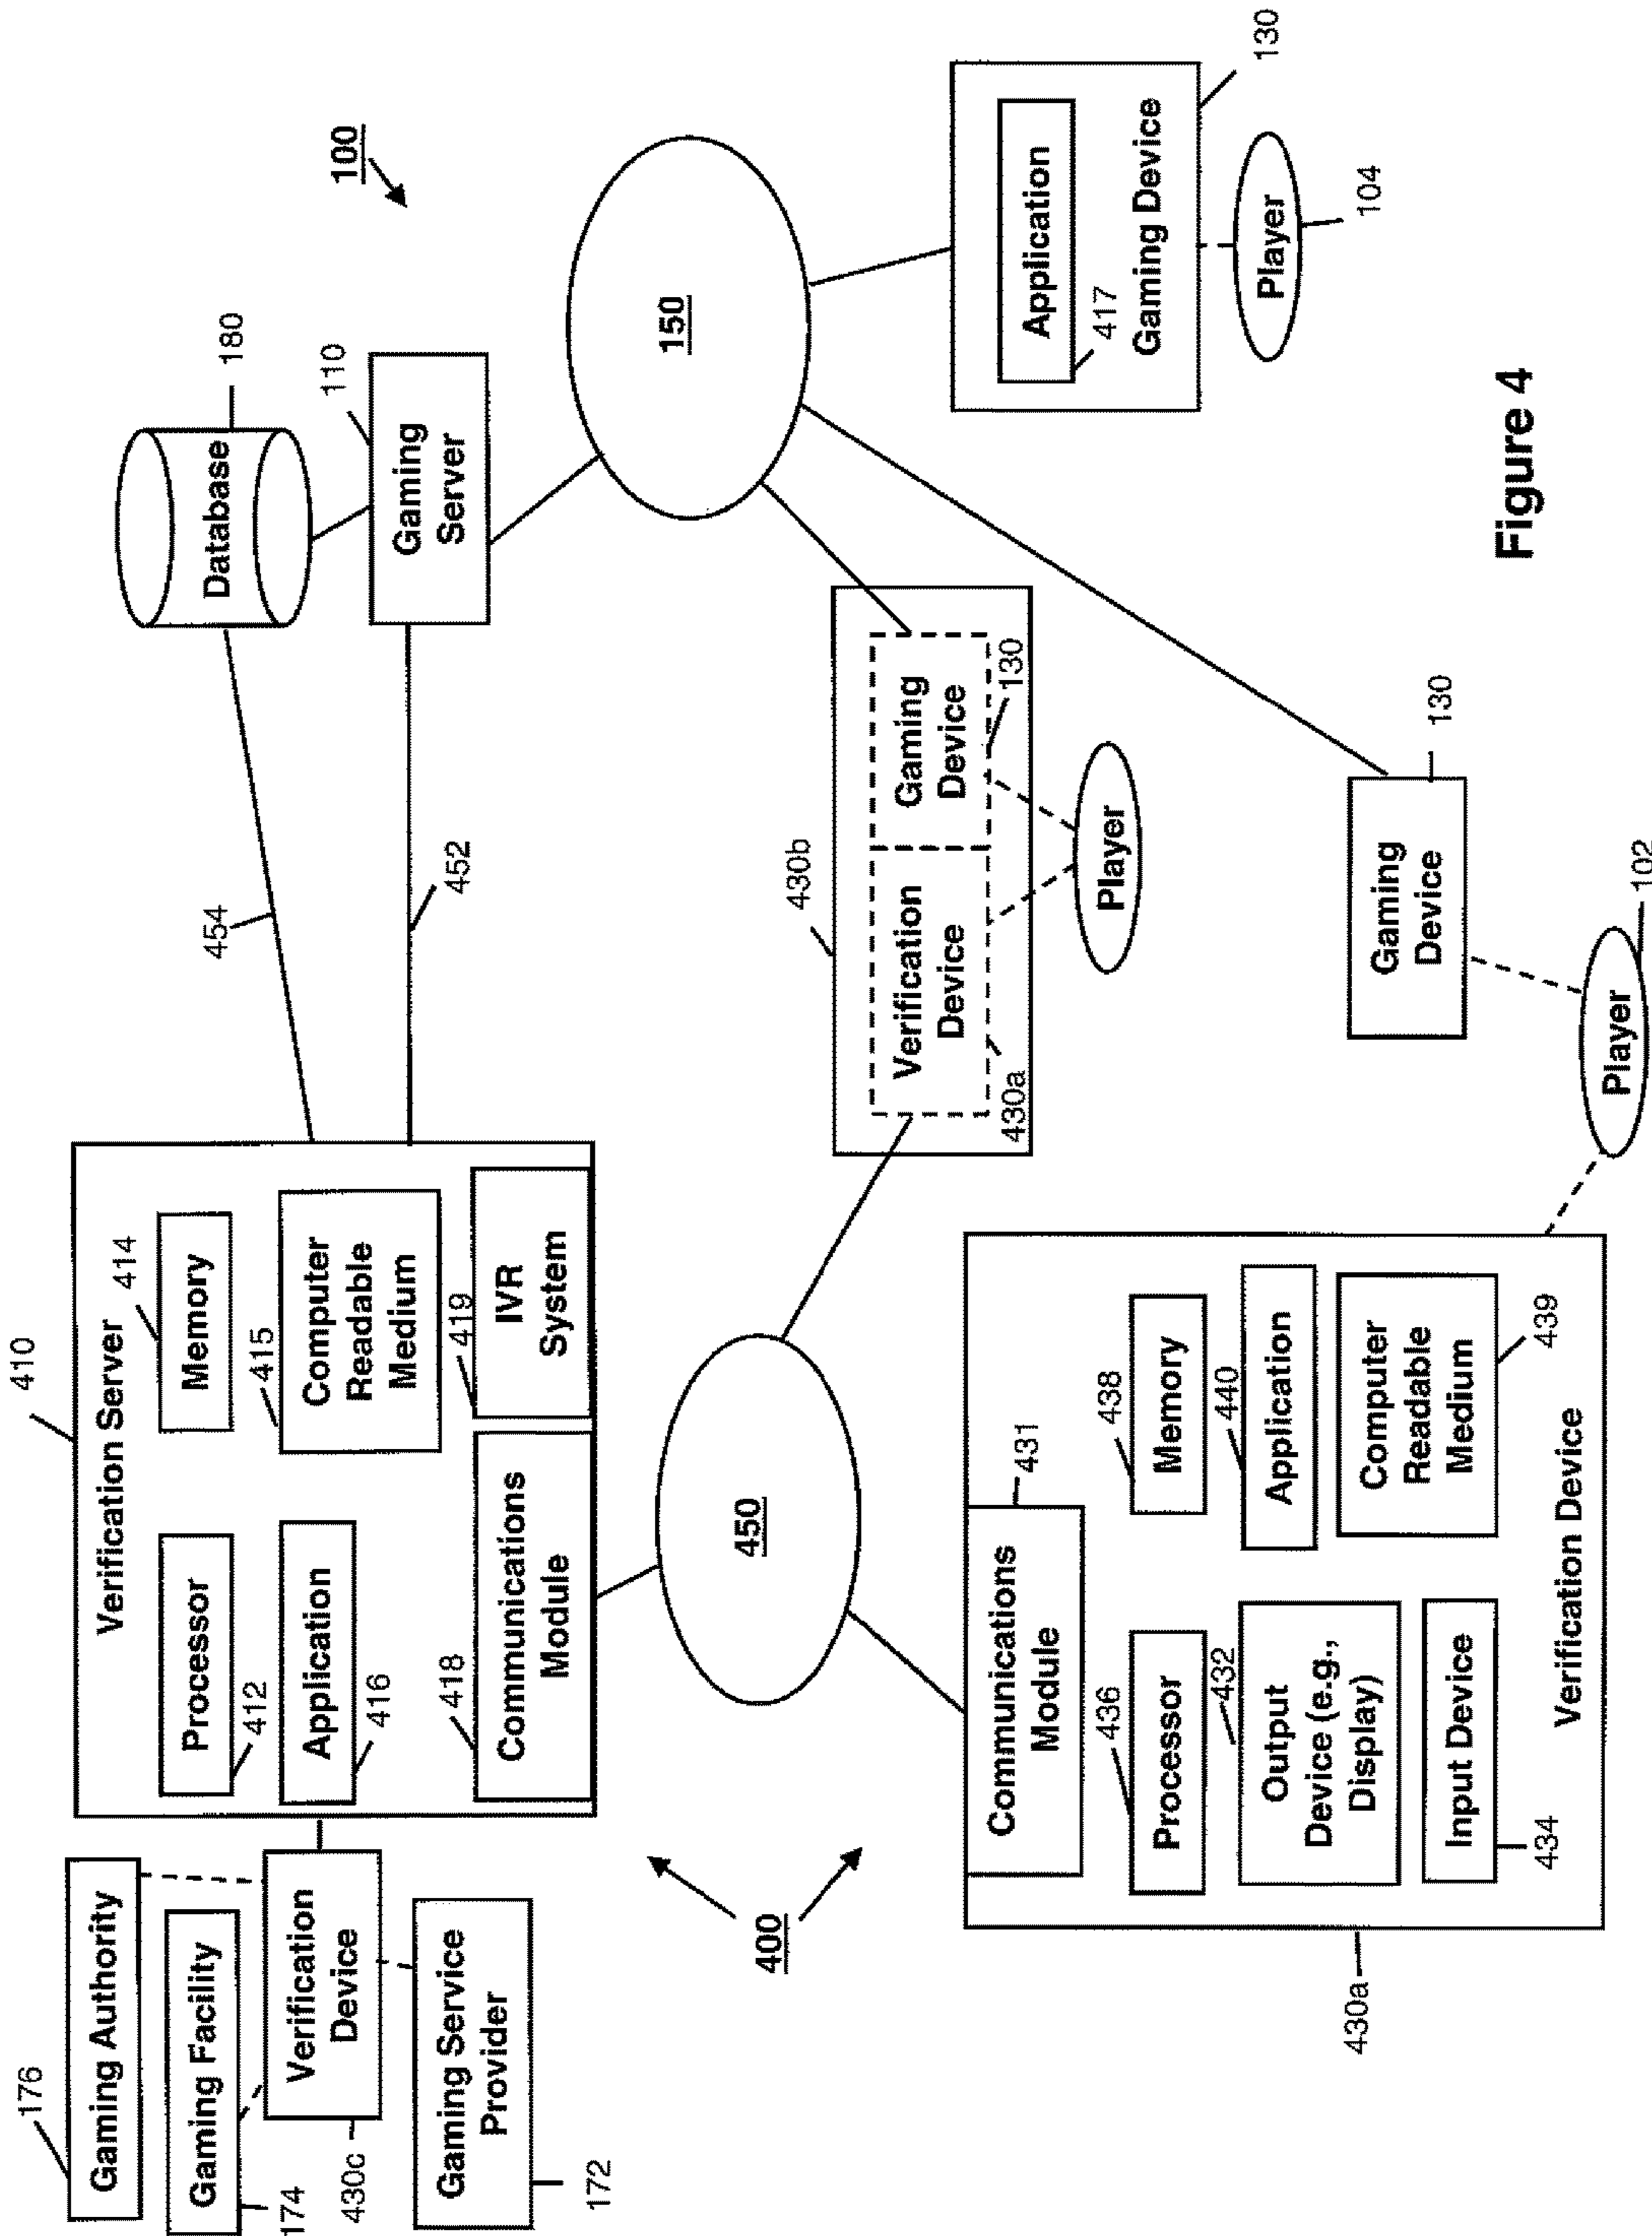 176
Gaming Authority
174
Gaming Facility
430c
Verification
Device
172
Gaming Service
Provider
410
Verification Server
Processor
412
Memory
414
Application
416
415
Computer
Readable
Medium
418
Communications
Module
419
IVR
System
454
452
Database
180
Gaming
Server
110
100
150
450
400
430b
Verification
Device
430a
Gaming
Device
130
Player
Application
417
Gaming Device
130
Player
104
Gaming
Device
130
Player
102
Communications
Module
431
436
Processor
438
Memory
432
Output
Device (e.g.,
Display)
440
Application
Input Device
434
Computer
Readable
Medium
439
Verification Device
430a
Figure 4